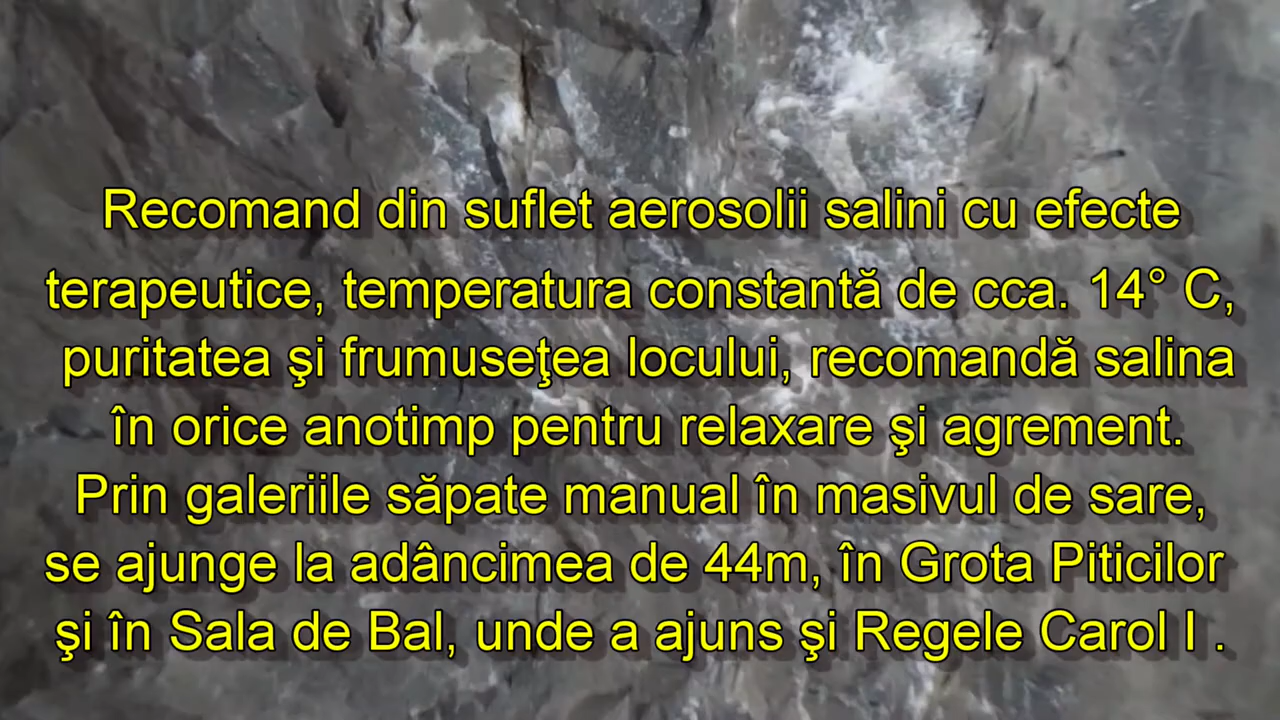 Recomand din suflet aerosolii salini cu efecte
terapeutice, temperatura constantă de cca. 14° C,
puritatea şi frumuseţea locului, recomandă salina
în orice anotimp pentru relaxare şi agrement.
Prin galeriile săpate manual în masivul de sare,
se ajunge la adâncimea de 44m, în Grota Piticilor
şi în Sala de Bal, unde a ajuns şi Regele Carol I .